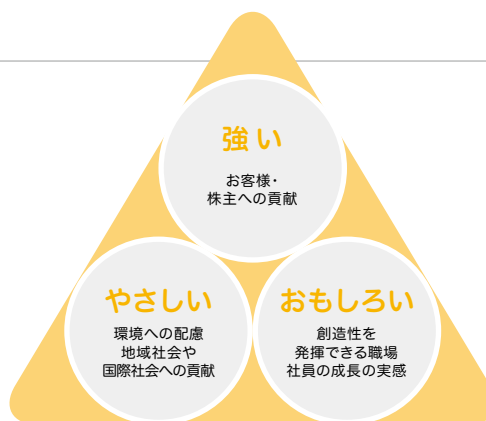 強い
お客様・
株主への貢献
やさしい
環境への配慮
地域社会や
国際社会への貢献
おもしろい
創造性を
発揮できる職場
社員の成長の実感